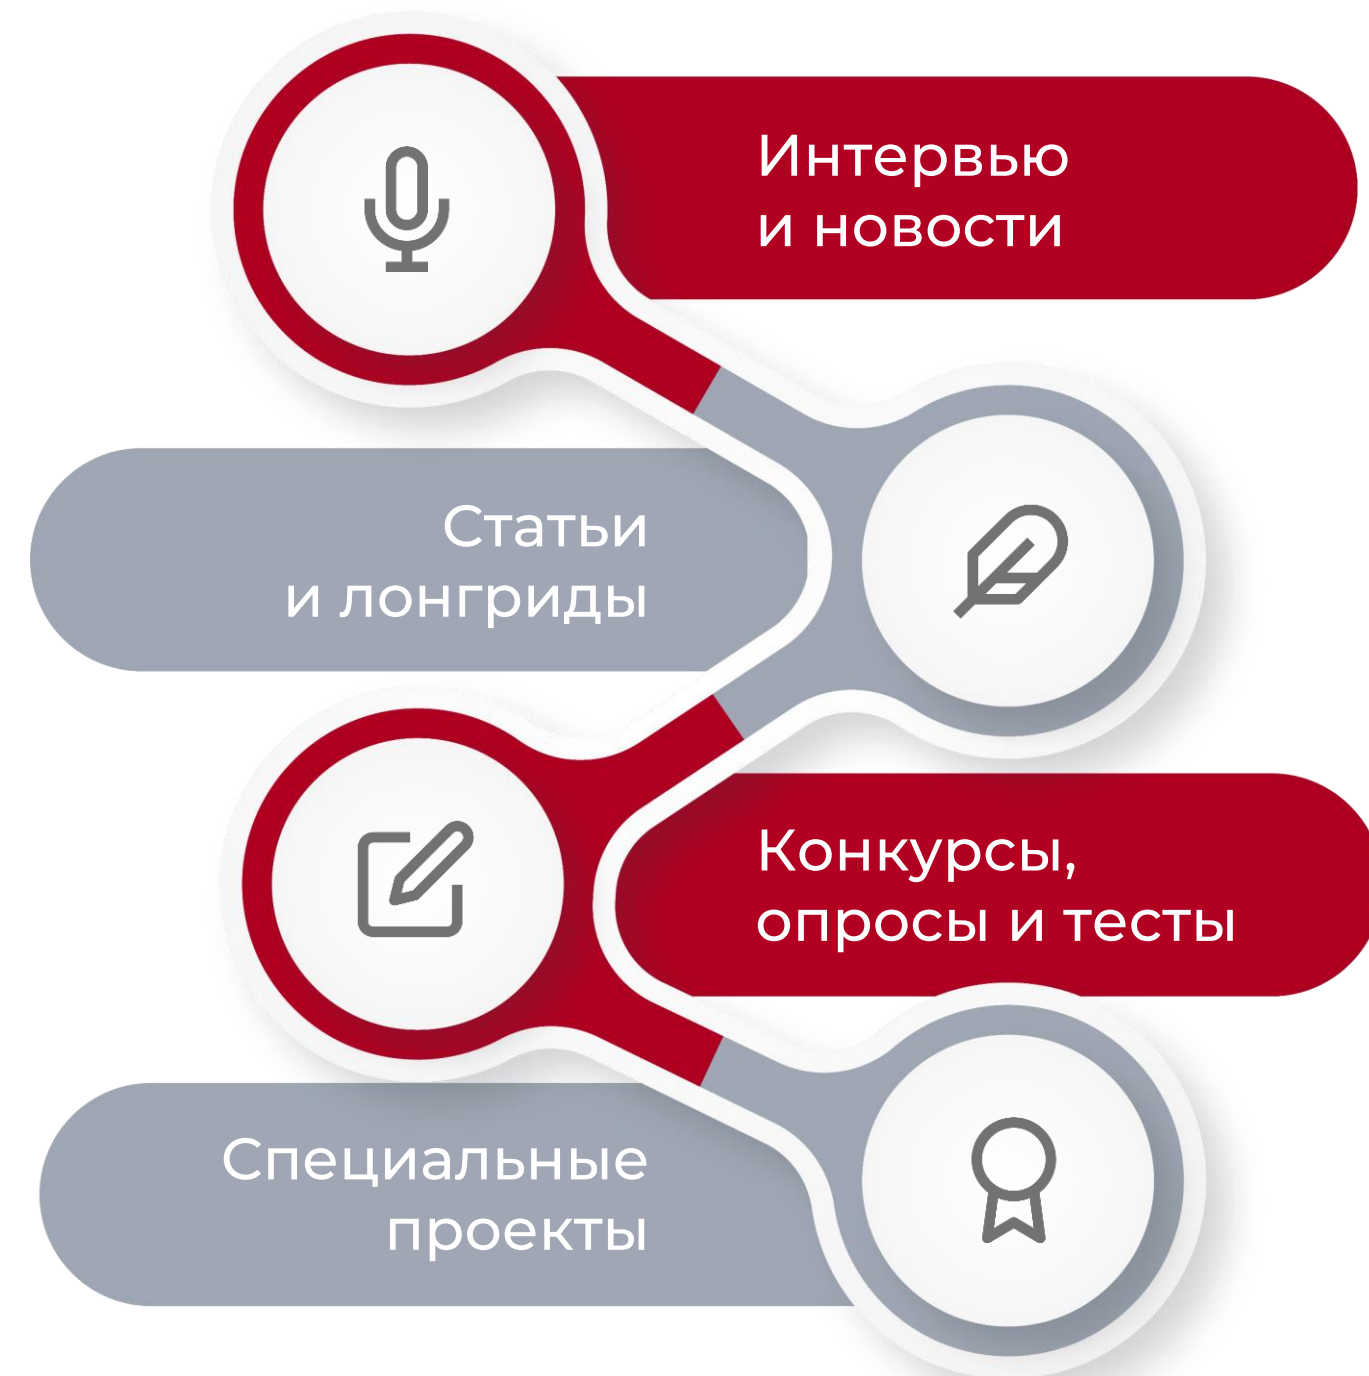 Интервью
и новости
Статьи
и лонгриды
Конкурсы,
опросы и тесты
Специальные
проекты